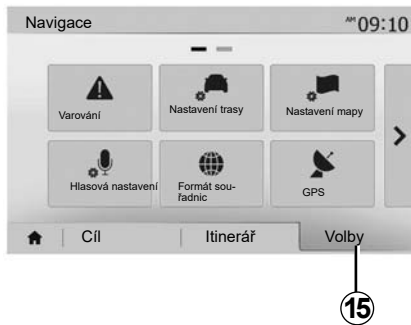 Navigace
AM 09:10
Varování
Nastavení trasy
Nastavení mapy
Hlasová nastavení
Formát sou-
řadnic
GPS
Cíl
Itinerář
Volby
15